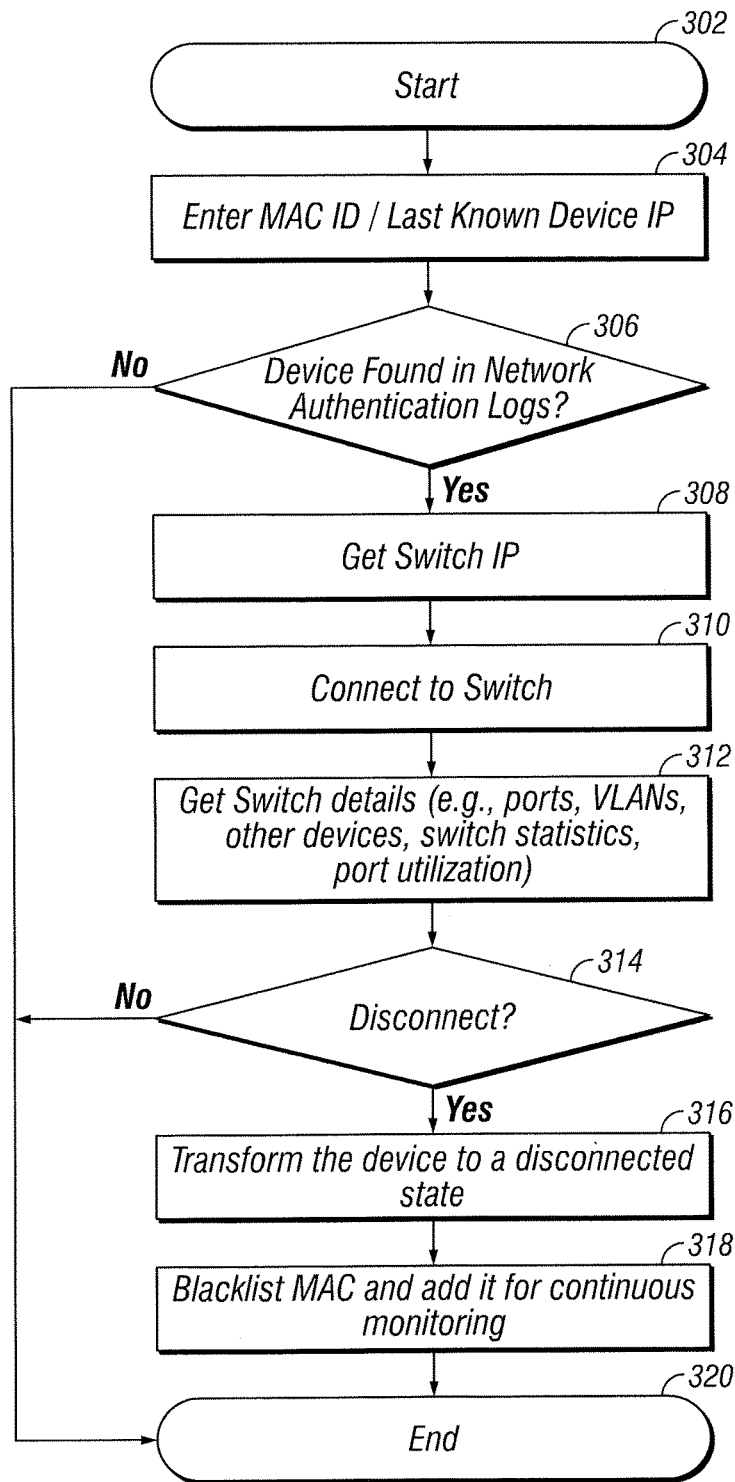 302
Start
304
Enter MAC ID / Last Known Device IP
306
No
Device Found in Network
Authentication Logs?
Yes
308
Get Switch IP
310
Connect to Switch
312
Get Switch details (e.g., ports, VLANs,
other devices, switch statistics,
port utilization)
314
No
Disconnect?
Yes
316
Transform the device to a disconnected
state
318
Blacklist MAC and add it for continuous
monitoring
320
End